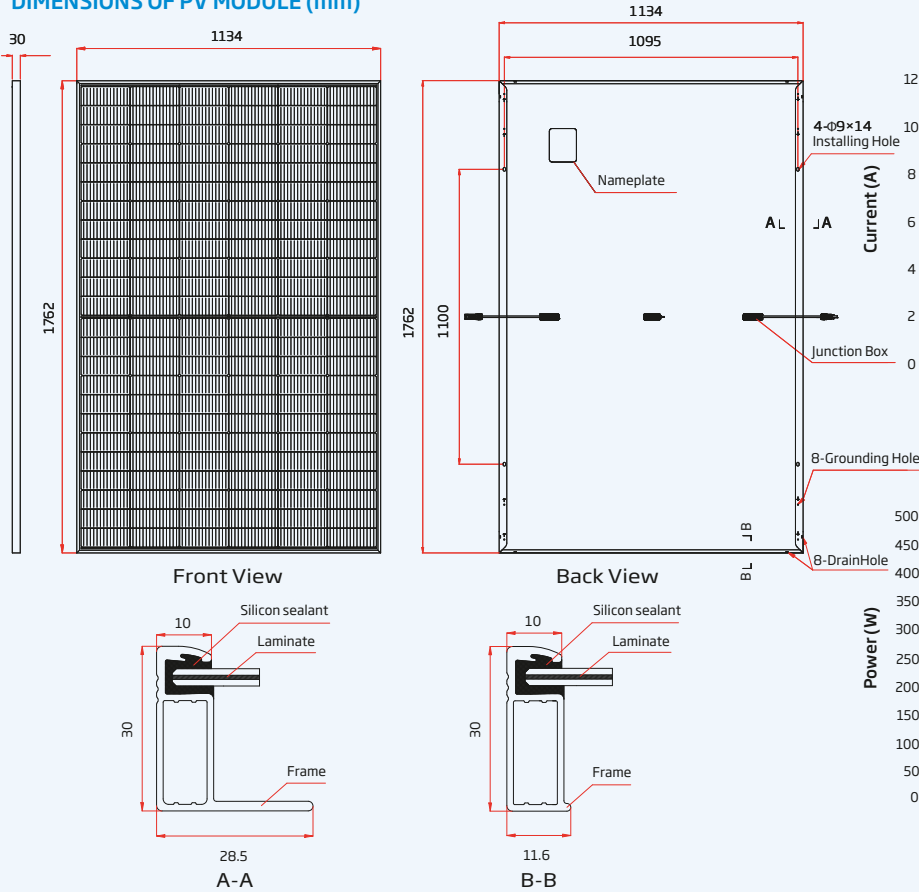 DIMENSIONS OF PV MODULE (mm)
30
1134
1762
Front View
1134
1095
4-Φ9×14
Installing Hole
Nameplate
A
A
1762
1100
Junction Box
8-Grounding Hole
B
8-DrainHole
B
Back View
10
Silicon sealant
Laminate
30
Frame
28.5
A-A
10
Silicon sealant
Laminate
30
Frame
11.6
B-B
Current (A)
12
10
8
6
4
2
0
Power (W)
500
450
400
350
300
250
200
150
100
50
0